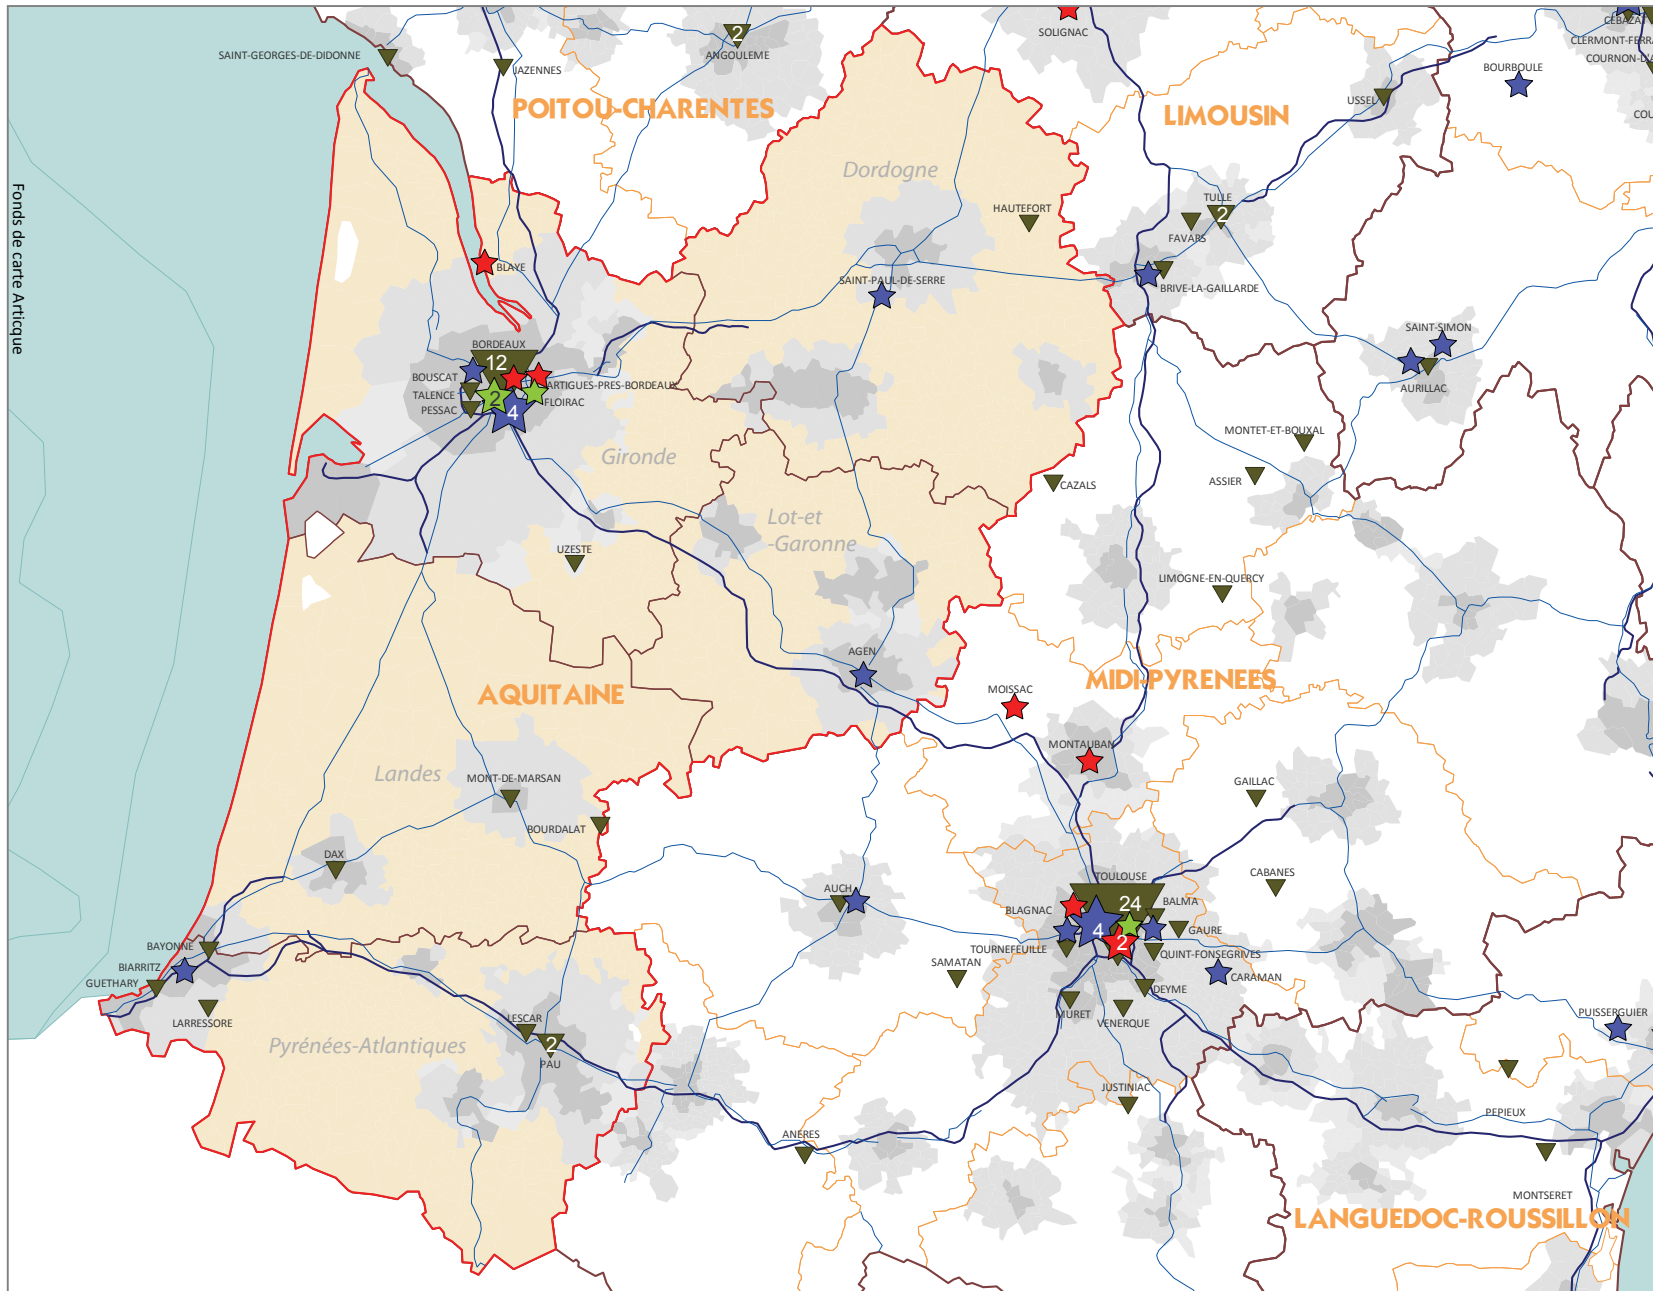 CEBAZAT
SOLIGNAC
2
CLERMONT-FERRA
SAINT-GEORGES-DE-DIDONNE
ANGOULEME
COURNON-D'A
JAZENNES
BOURBOULE
USSEL
POITOU-CHARENTES
LIMOUSIN
COU
Dordogne
Fonds de carte Articque
TULLE
HAUTEFORT
2
FAVARS
BLAYE
SAINT-PAUL-DE-SERRE
BRIVE-LA-GAILLARDE
SAINT-SIMON
BORDEAUX
12
BOUSCAT
ARTIGUES-PRES-BORDEAUX
AURILLAC
TALENCE
2
FLOIRAC
PESSAC
4
MONTET-ET-BOUXAL
Gironde
ASSIER
CAZALS
Lot-et
-Garonne
UZESTE
LIMOGNE-EN-QUERCY
AGEN
AQUITAINE
MIDI-PYRENEES
MOISSAC
MONTAUBAN
Landes
MONT-DE-MARSAN
GAILLAC
BOURDALAT
DAX
CABANES
TOULOUSE
AUCH
24
BALMA
BLAGNAC
4
GAURE
2
BAYONNE
TOURNEFEUILLE
QUINT-FONSEGRIVES
SAMATAN
BIARRITZ
CARAMAN
GUETHARY
DEYME
LARRESSORE
LESCAR
MURET
VENERQUE
PUISSERGUIER
2
Pyrénées-Atlantiques
PAU
JUSTINIAC
PEPIEUX
ANERES
MONTSERET
LANGUEDOC-ROUSSILLON